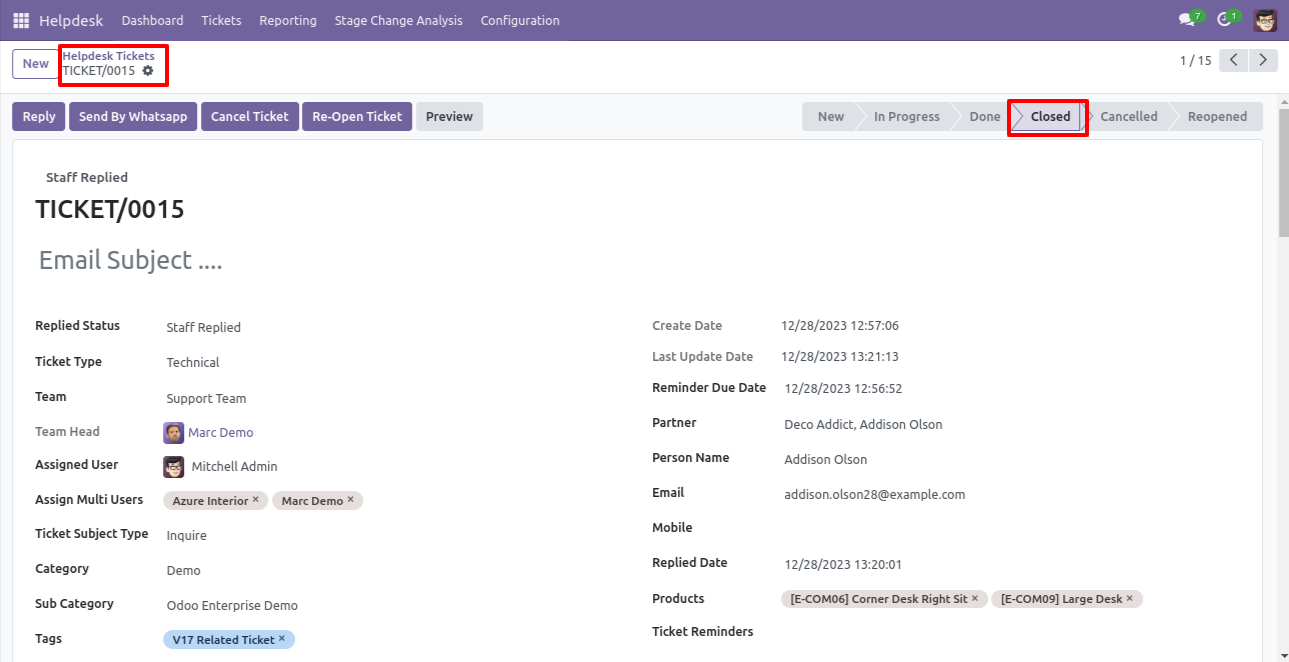 Helpdesk Dashboard Tickets Reporting Stage Change Analysis Configuration 7 1
New Helpdesk Tickets 1 / 15
TICKET/0015
Reply Send By Whatsapp Cancel Ticket Re-Open Ticket Preview New In Progress Done Closed Cancelled Reopened
Staff Replied
TICKET/0015
Email Subject ....
Replied Status Staff Replied
Ticket Type Technical
Team Support Team
Team Head Marc Demo
Assigned User Mitchell Admin
Assign Multi Users Azure Interior × Marc Demo ×
Ticket Subject Type Inquire
Category Demo
Sub Category Odoo Enterprise Demo
Tags V17 Related Ticket ×
Create Date 12/28/2023 12:57:06
Last Update Date 12/28/2023 13:21:13
Reminder Due Date 12/28/2023 12:56:52
Partner Deco Addict, Addison Olson
Person Name Addison Olson
Email addison.olson28@example.com
Mobile
Replied Date 12/28/2023 13:20:01
Products [E-COM06] Corner Desk Right Sit × [E-COM09] Large Desk ×
Ticket Reminders